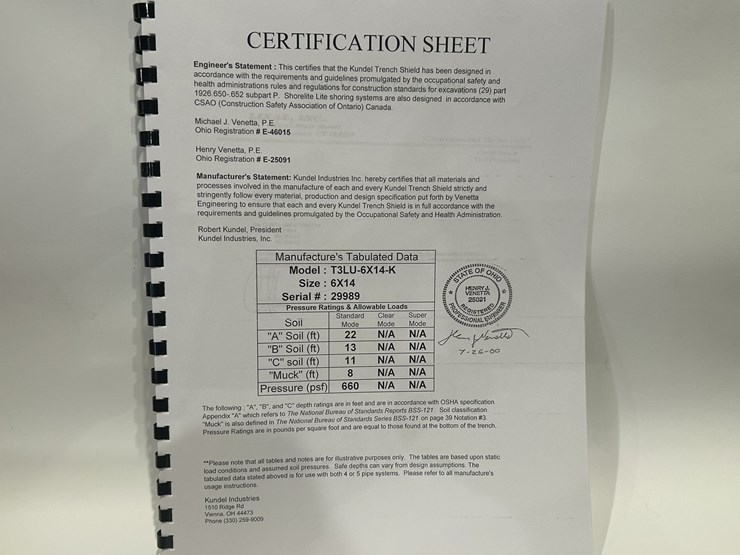 CERTIFICATION SHEET
Engineer's Statement : This certifies that the Kundel Trench Shield has been designed in
accordance with the requirements and guidelines promulgated by the occupational safety and
health administrations rules and regulations for construction standards for excavations (29) part
1926.650-.652 subpart P. Shorelite Lite shoring systems are also designed in accordance with
CSAO (Construction Safety Association of Ontario) Canada.
Michael J. Venetta, P.E.
Ohio Registration # E-46015
Henry Venetta, P.E.
Ohio Registration # E-25091
Manufacturer's Statement: Kundel Industries Inc. hereby certifies that all materials and
processes involved in the manufacture of each and every Kundel Trench Shield strictly and
stringently follow every material, production and design specification put forth by Venetta
Engineering to ensure that each and every Kundel Trench Shield is in full accordance with the
requirements and guidelines promulgated by the Occupational Safety and Health Administration.
Robert Kundel, President
Kundel Industries, Inc.
Manufacture's Tabulated Data
Model : T3LU-6X14-K
Size : 6X14
Serial # : 29989
Pressure Ratings & Allowable Loads
Soil Standard Mode Clear Mode Super Mode
"A" Soil (ft) 22 N/A N/A
"B" Soil (ft) 13 N/A N/A
"C" soil (ft) 11 N/A N/A
"Muck" (ft) 8 N/A N/A
Pressure (psf) 660 N/A N/A
STATE OF OHIO
HENRY J.
VENETTA
25091
REGISTERED
PROFESSIONAL ENGINEER
7-26-00
The following ; "A", "B", and "C" depth ratings are in feet and are in accordance with OSHA specification
Appendix "A" which refers to The National Bureau of Standards Reports BSS-121. Soil classification
"Muck" is also defined in The National Bureau of Standards Series BSS-121 on page 39 Notation #3.
Pressure Ratings are in pounds per square foot and are equal to those found at the bottom of the trench.
**Please note that all tables and notes are for illustrative purposes only. The tables are based upon static
load conditions and assumed soil pressures. Safe depths can vary from design assumptions. The
tabulated data stated aboved is for use with both 4 or 5 pipe systems. Please refer to all manufacture's
usage instructions.
Kundel Industries
1510 Ridge Rd
Vienna, OH 44473
Phone (330) 259-9009